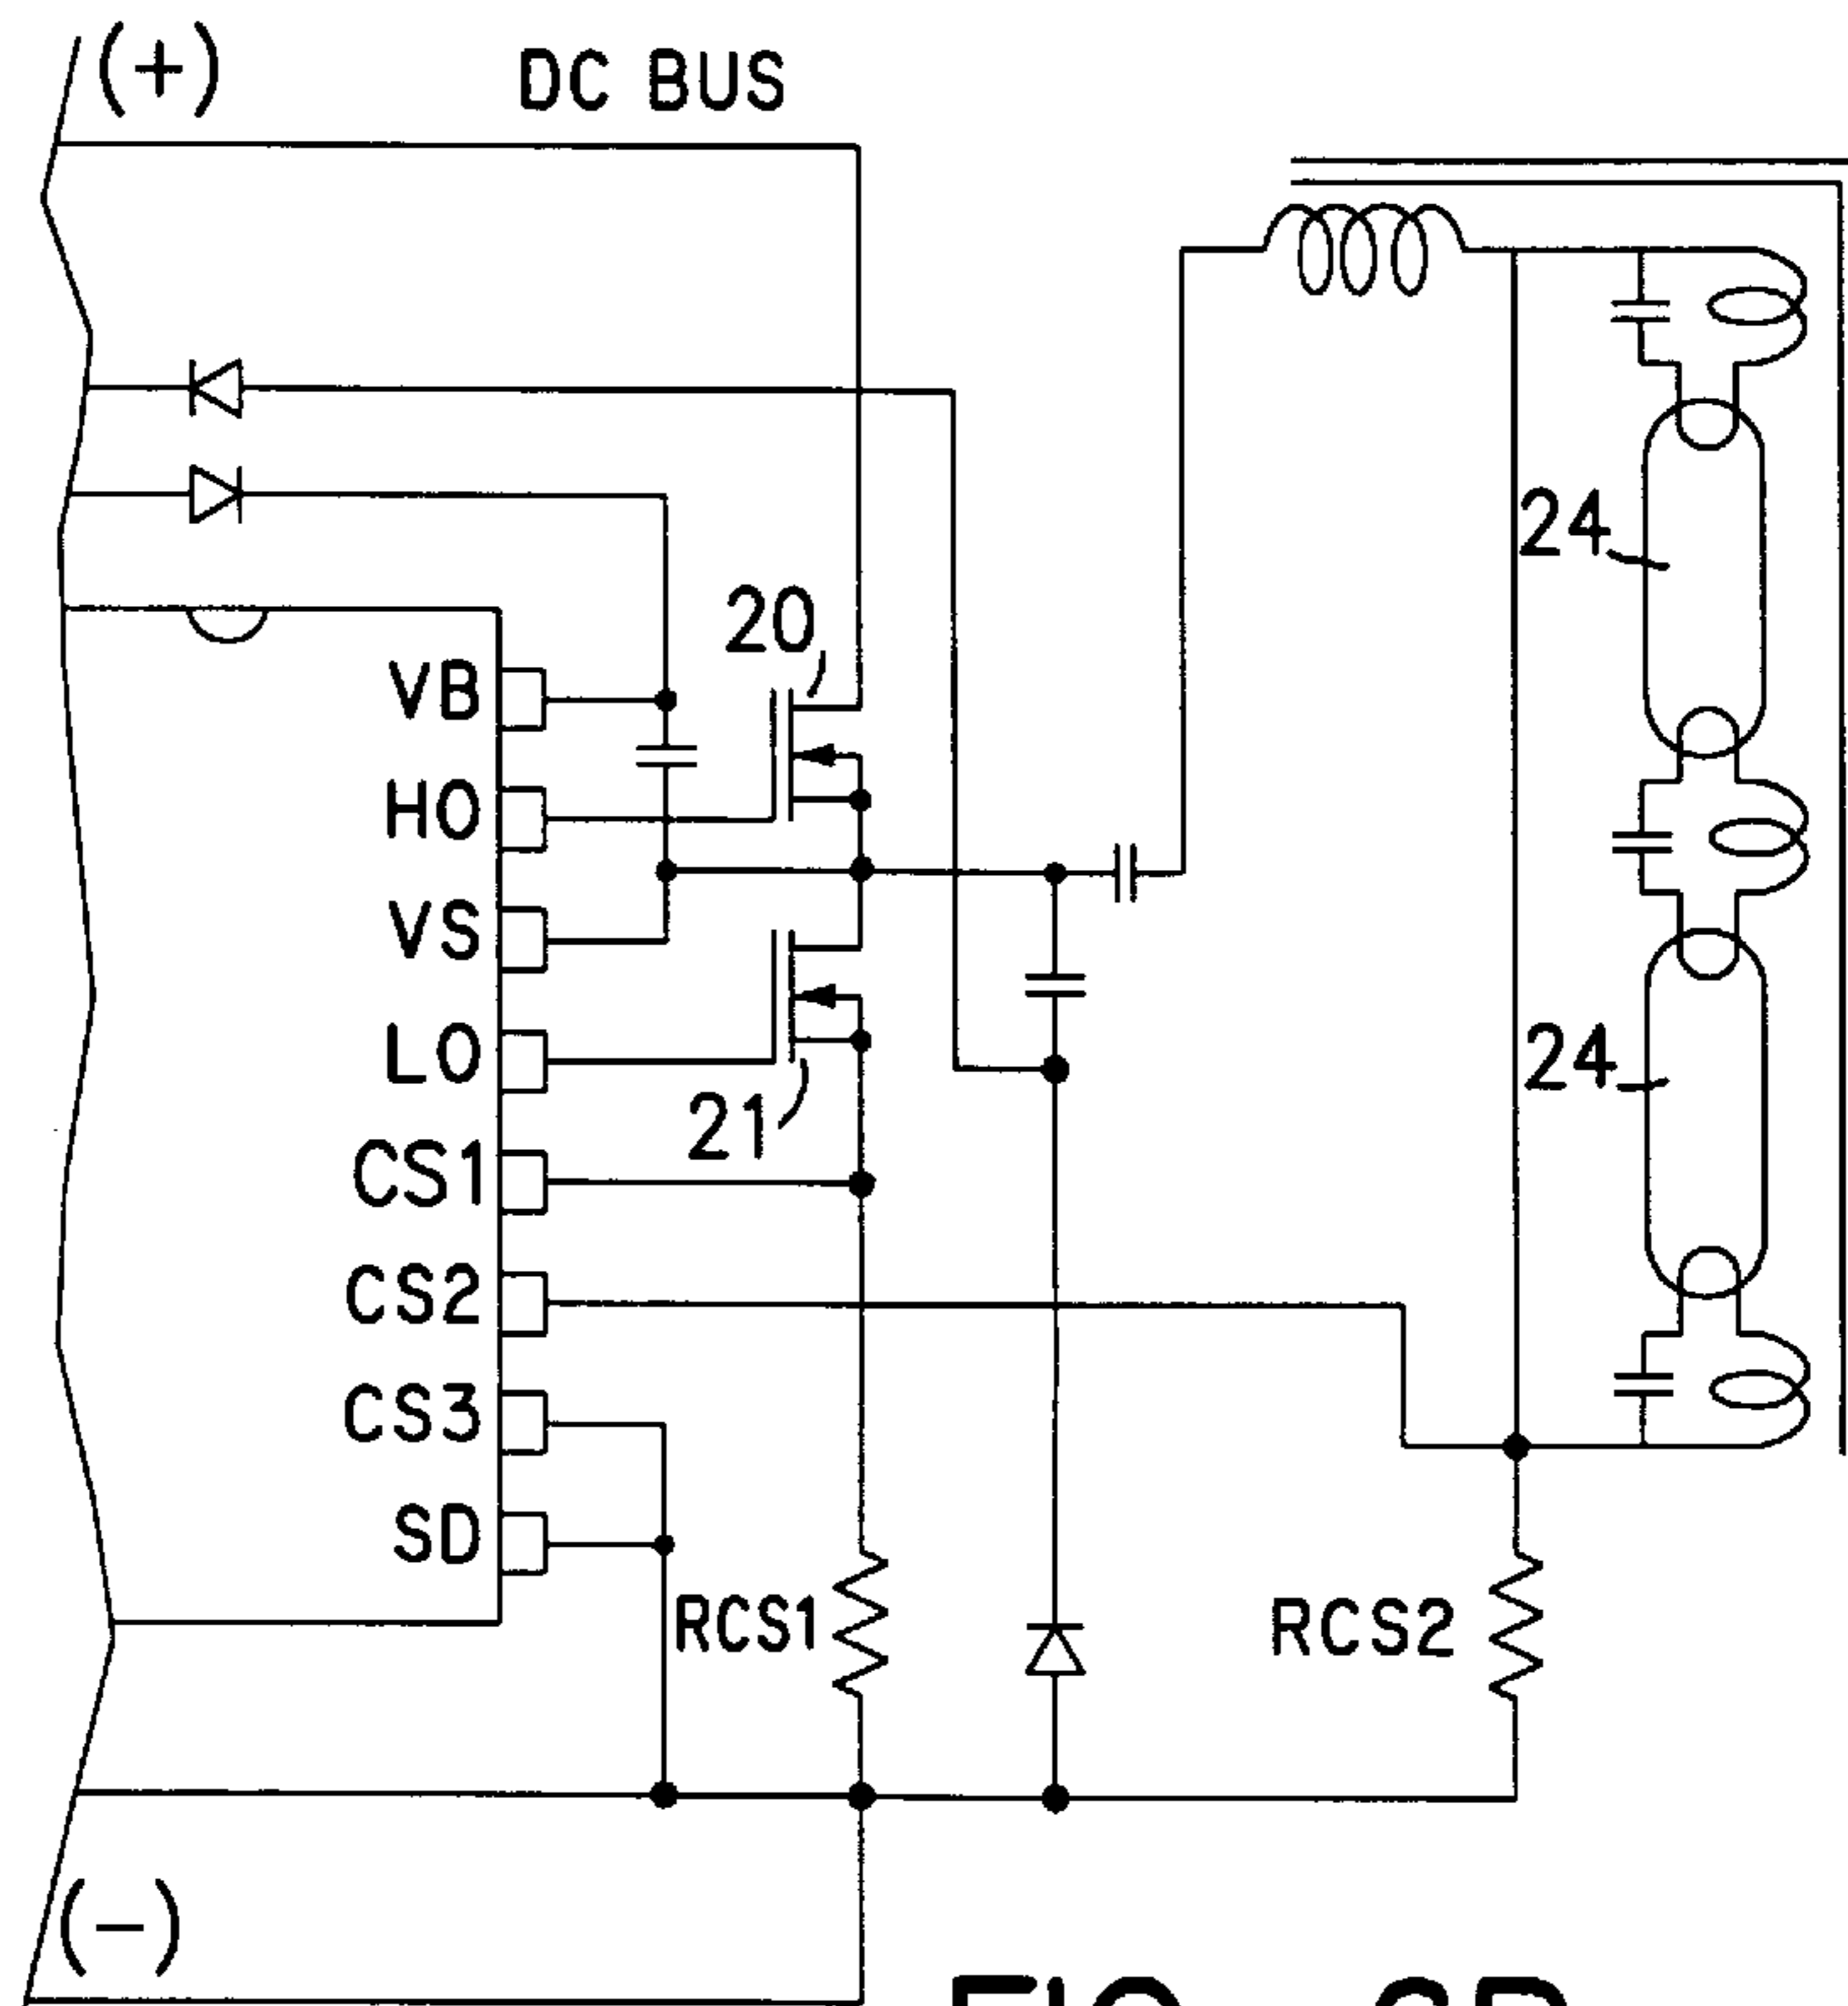 (+) DC BUS
24
20
VB
HO
VS
LO
24
21
CS1
CS2
CS3
SD
RCS1
RCS2
(−)